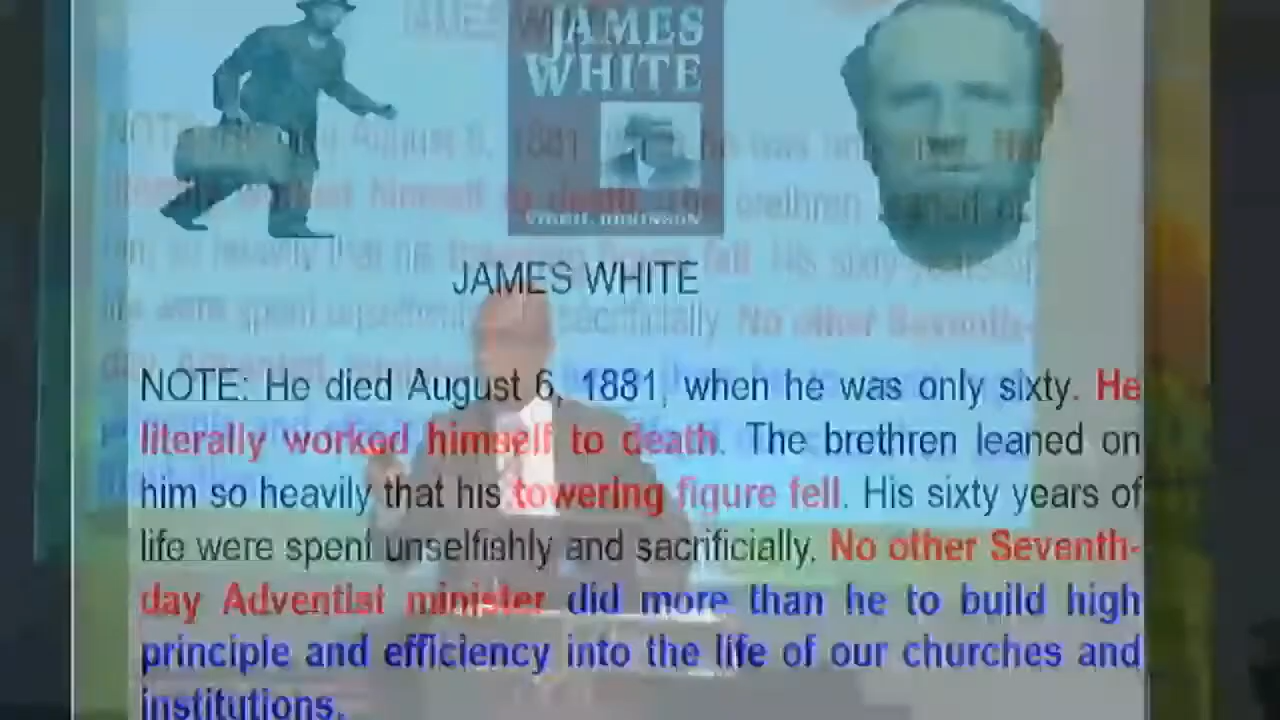 JAMES
WHITE
JAMES WHITE
NOTE: He died August 6, 1881, when he was only sixty. He
literally worked himself to death. The brethren leaned on
him so heavily that his towering figure fell. His sixty years of
life were spent unselfishly and sacrificially. No other Seventh-
day Adventist minister did more than he to build high
principle and efficiency into the life of our churches and
institutions.